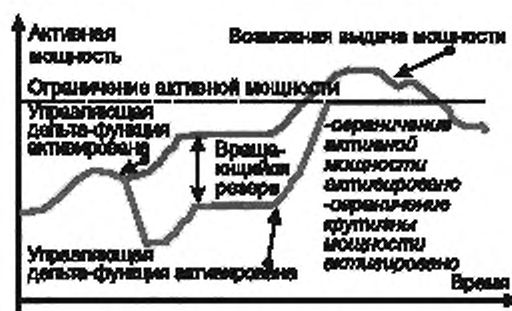 Активная
мощность
Возможная выдача мощности
Ограничение активной мощности
Управляющая
дельта-функция
активирована
Враща-
ющийся
резерв
-ограничение
активной
мощности
активировано
-ограничение
крутизны
мощности
активировано
Управляющая
дельта-функция активирована
Время